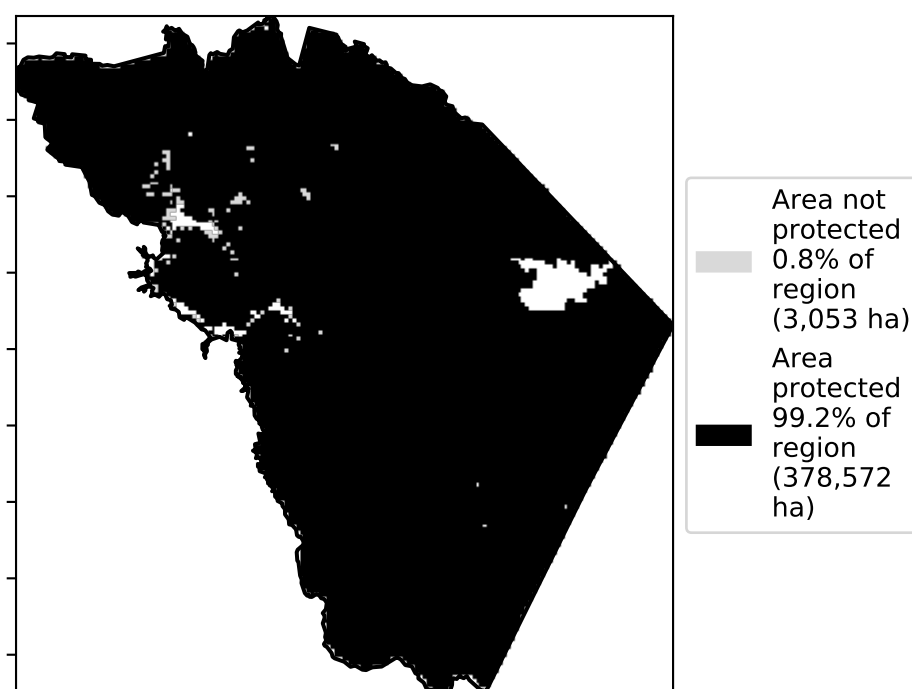 Area not
protected
0.8% of
region
(3,053 ha)
Area
protected
99.2% of
region
(378,572
ha)